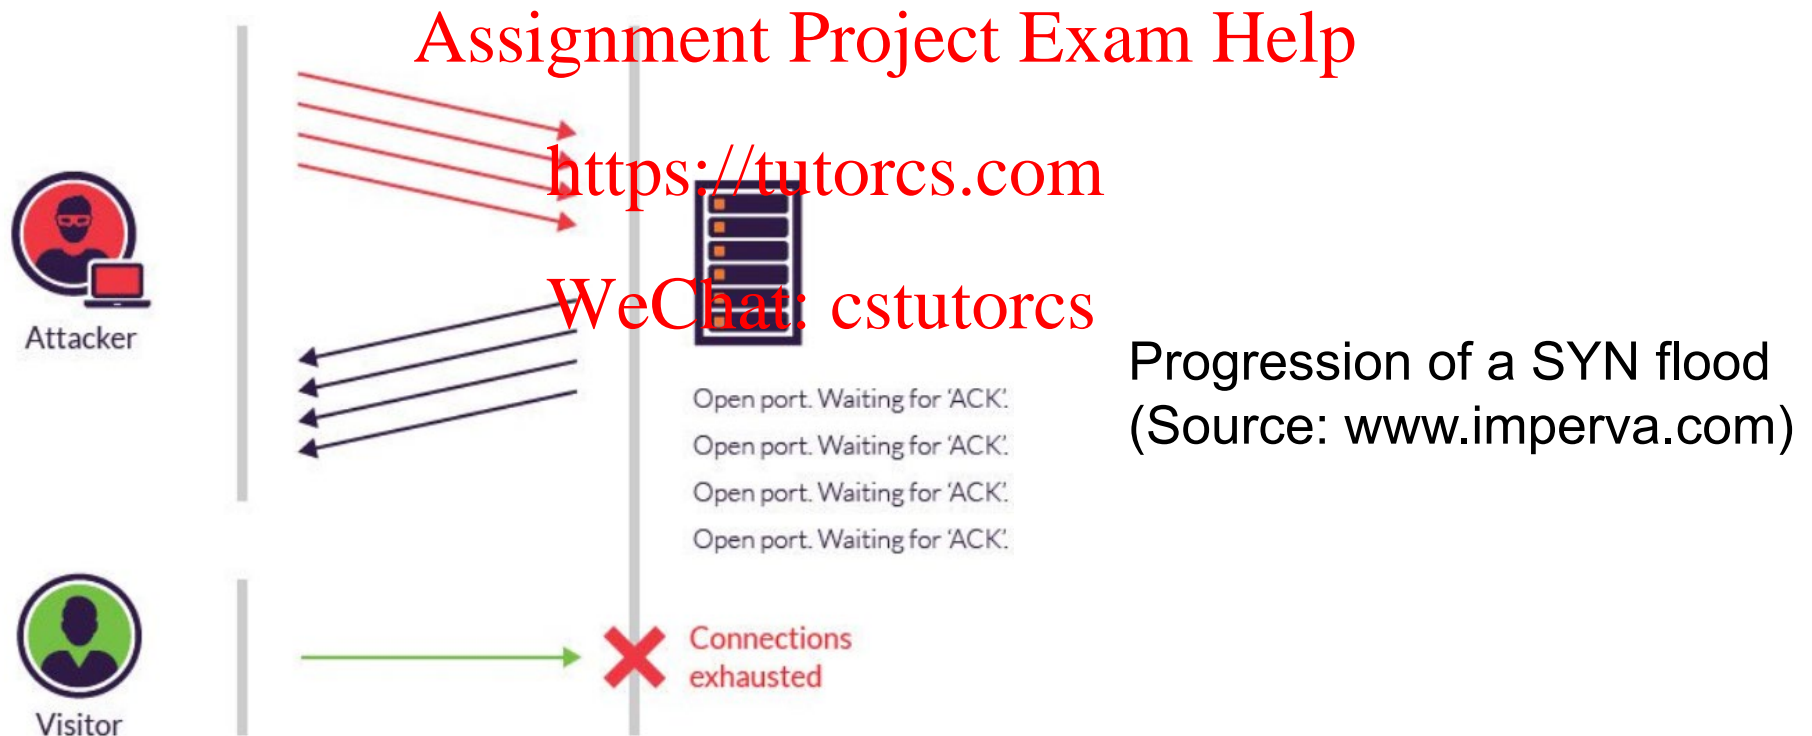 Assignment Project Exam Help
https://tutorcs.com
WeChat: cstutorcs
Attacker
Progression of a SYN flood
(Source: www.imperva.com)
Open port. Waiting for 'ACK'.
Open port. Waiting for 'ACK'.
Open port. Waiting for 'ACK'.
Open port. Waiting for 'ACK'.
Connections
exhausted
Visitor